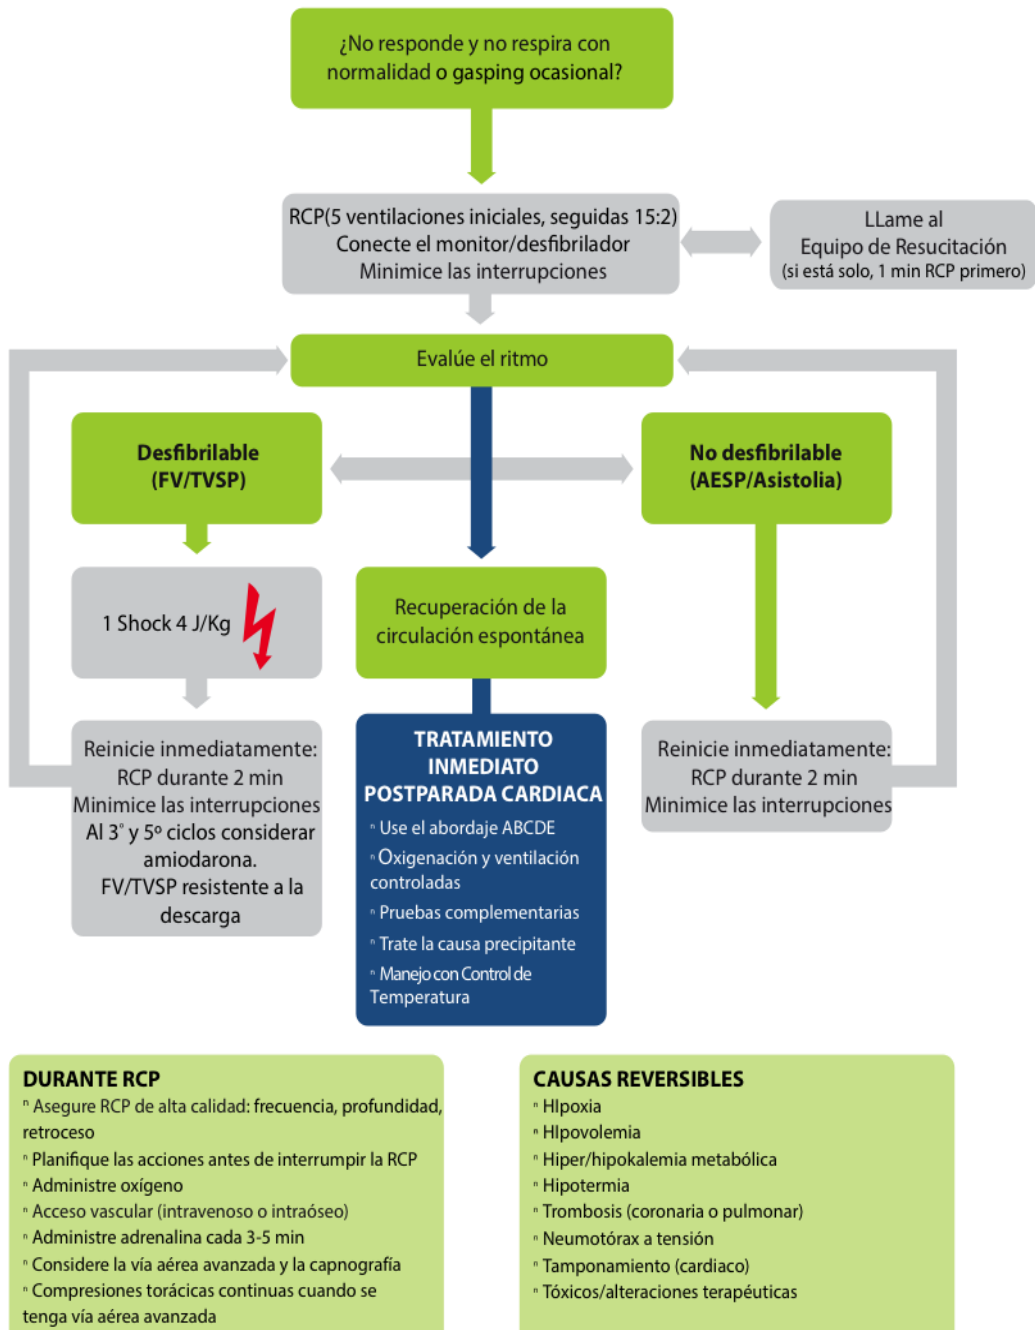 ¿No responde y no respira con
normalidad o gasping ocasional?
RCP(5 ventilaciones iniciales, seguidas 15:2)
Conecte el monitor/desfibrilador
Minimice las interrupciones
LLame al
Equipo de Resucitación
(si está solo, 1 min RCP primero)
Evalúe el ritmo
Desfibrilable
(FV/TVSP)
No desfibrilable
(AESP/Asistolia)
1 Shock 4 J/Kg
Recuperación de la
circulación espontánea
Reinicie inmediatamente:
RCP durante 2 min
Minimice las interrupciones
Al 3° y 5º ciclos considerar
amiodarona.
FV/TVSP resistente a la
descarga
TRATAMIENTO
INMEDIATO
POSTPARADA CARDIACA
ⁿ Use el abordaje ABCDE
ⁿ Oxigenación y ventilación
controladas
ⁿ Pruebas complementarias
ⁿ Trate la causa precipitante
ⁿ Manejo con Control de
Temperatura
Reinicie inmediatamente:
RCP durante 2 min
Minimice las interrupciones
DURANTE RCP
ⁿ Asegure RCP de alta calidad: frecuencia, profundidad,
retroceso
ⁿ Planifique las acciones antes de interrumpir la RCP
ⁿ Administre oxígeno
ⁿ Acceso vascular (intravenoso o intraóseo)
ⁿ Administre adrenalina cada 3-5 min
ⁿ Considere la vía aérea avanzada y la capnografía
ⁿ Compresiones torácicas continuas cuando se
tenga vía aérea avanzada
CAUSAS REVERSIBLES
ⁿ HIpoxia
ⁿ HIpovolemia
ⁿ Hiper/hipokalemia metabólica
ⁿ Hipotermia
ⁿ Trombosis (coronaria o pulmonar)
ⁿ Neumotórax a tensión
ⁿ Tamponamiento (cardiaco)
ⁿ Tóxicos/alteraciones terapéuticas